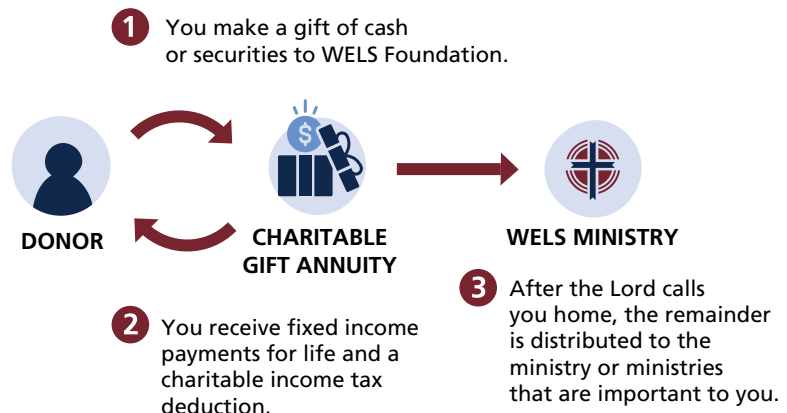 1 You make a gift of cash
or securities to WELS Foundation.
$
DONOR
CHARITABLE
GIFT ANNUITY
WELS MINISTRY
2 You receive fixed income
payments for life and a
charitable income tax
deduction.
3 After the Lord calls
you home, the remainder
is distributed to the
ministry or ministries
that are important to you.